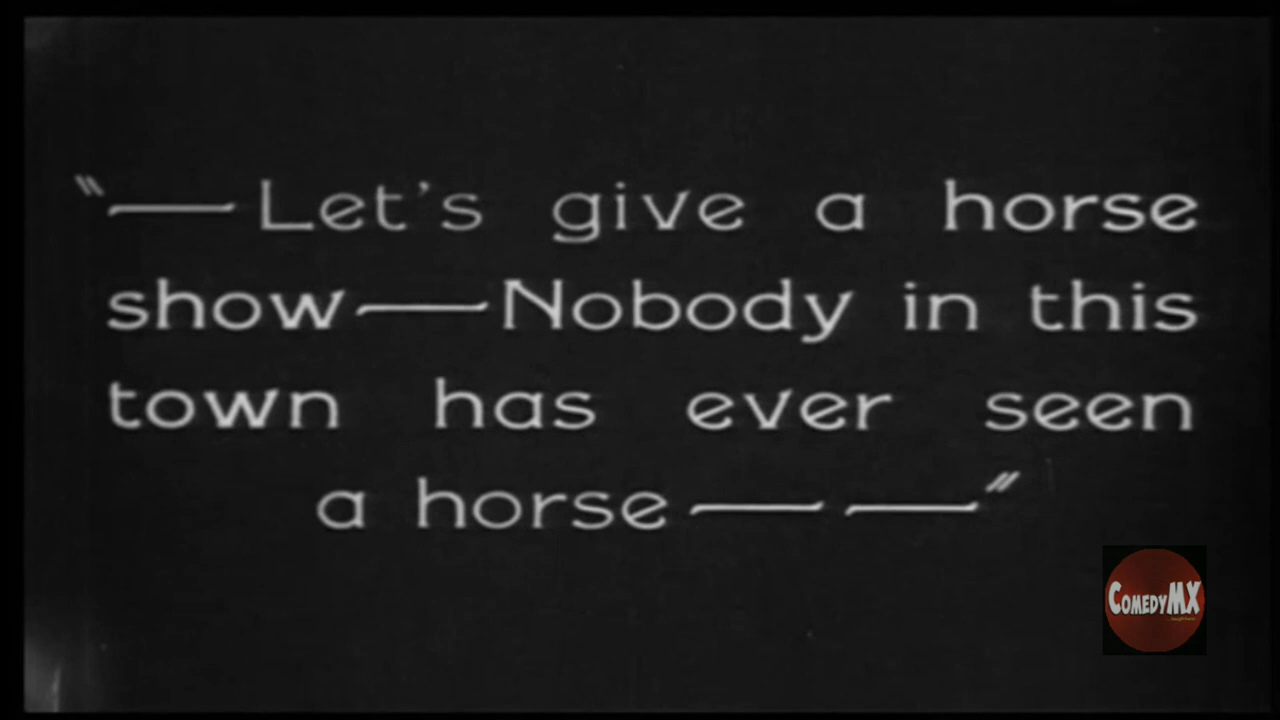 "—Let's give a horse
show—Nobody in this
town has ever seen
a horse— —"
COMEDYMX